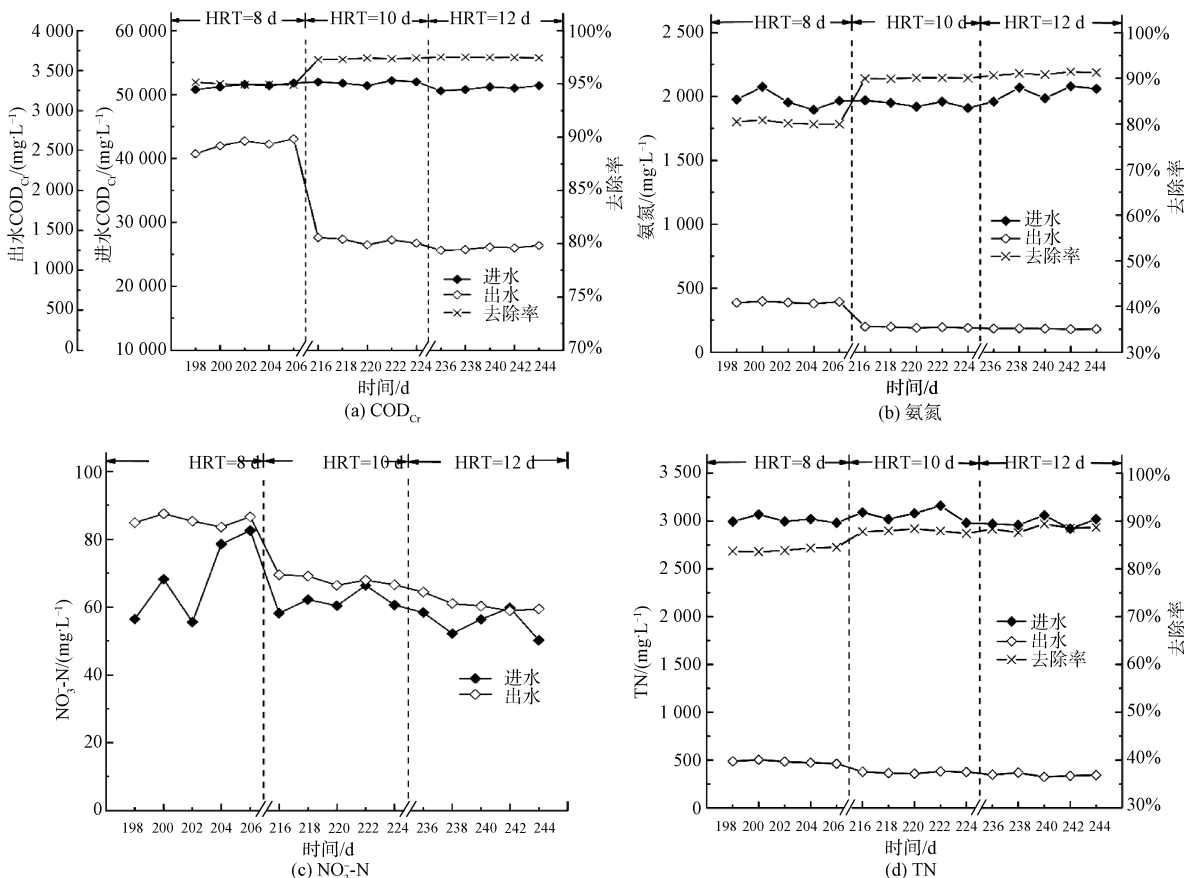 HRT=8 d HRT=10 d HRT=12 d
4 000 60 000 100%
3 500 50 000 95%
3 000
2 500 40 000 90%
2 000 85%
1 500 30 000 80%
1 000
500 20 000 75%
0 10 000 70%
出水COD_Cr/(mg·L⁻¹)
进水COD_Cr/(mg·L⁻¹)
去除率
进水
出水
去除率
198 200 202 204 206 216 218 220 222 224 236 238 240 242 244
时间/d
(a) COD_Cr
HRT=8 d HRT=10 d HRT=12 d
2 500 100%
90%
2 000 80%
1 500 70%
60%
1 000 50%
500 40%
0 30%
氨氮/(mg·L⁻¹)
去除率
进水
出水
去除率
198 200 202 204 206 216 218 220 222 224 236 238 240 242 244
时间/d
(b) 氨氮
HRT=8 d HRT=10 d HRT=12 d
100
80
60
40
20
0
NO₃⁻-N/(mg·L⁻¹)
进水
出水
198 200 202 204 206 216 218 220 222 224 236 238 240 242 244
时间/d
(c) NO₃⁻-N
HRT=8 d HRT=10 d HRT=12 d
3 500 100%
3 000 90%
2 500 80%
2 000 70%
1 500 60%
1 000 50%
500 40%
0 30%
TN/(mg·L⁻¹)
去除率
进水
出水
去除率
198 200 202 204 206 216 218 220 222 224 236 238 240 242 244
时间/d
(d) TN